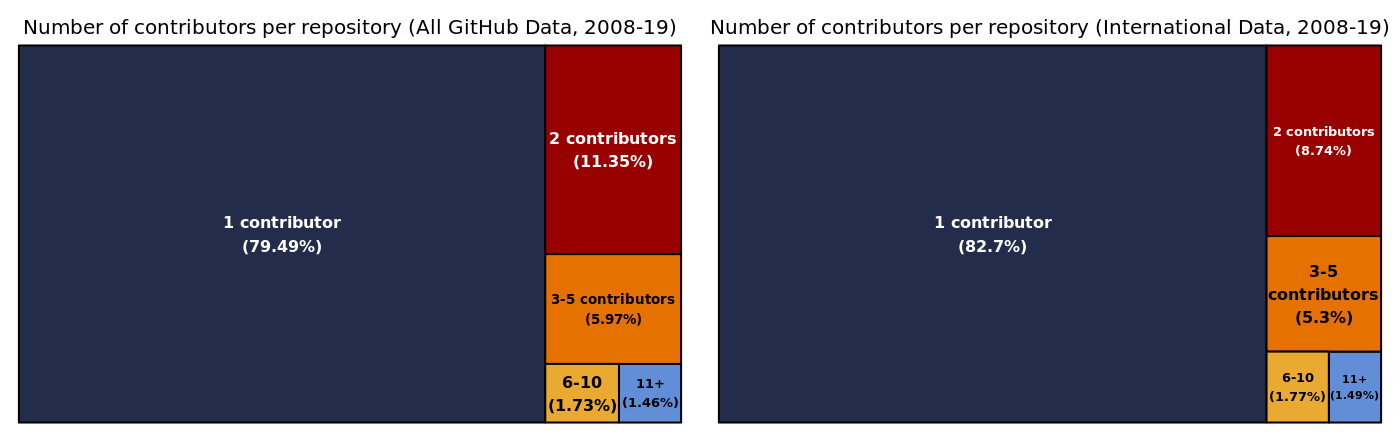 Number of contributors per repository (All GitHub Data, 2008-19)
1 contributor
(79.49%)
2 contributors
(11.35%)
3-5 contributors
(5.97%)
6-10
(1.73%)
11+
(1.46%)
Number of contributors per repository (International Data, 2008-19)
1 contributor
(82.7%)
2 contributors
(8.74%)
3-5
contributors
(5.3%)
6-10
(1.77%)
11+
(1.49%)